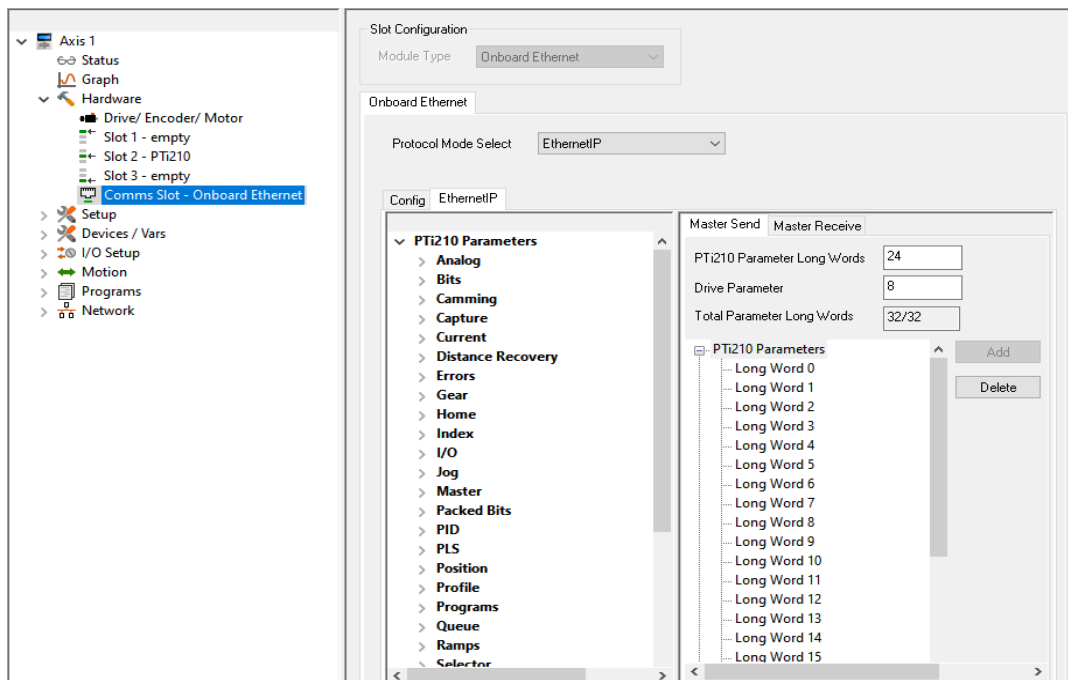 Axis 1
Status
Graph
Hardware
Drive/ Encoder/ Motor
Slot 1 - empty
Slot 2 - PTi210
Slot 3 - empty
Comms Slot - Onboard Ethernet
Setup
Devices / Vars
I/O Setup
Motion
Programs
Network
Slot Configuration
Module Type Onboard Ethernet
Onboard Ethernet
Protocol Mode Select EthernetIP
Config EthernetIP
PTi210 Parameters
Analog
Bits
Camming
Capture
Current
Distance Recovery
Errors
Gear
Home
Index
I/O
Jog
Master
Packed Bits
PID
PLS
Position
Profile
Programs
Queue
Ramps
Selector
Master Send Master Receive
PTi210 Parameter Long Words 24
Drive Parameter 8
Total Parameter Long Words 32/32
PTi210 Parameters
Long Word 0
Long Word 1
Long Word 2
Long Word 3
Long Word 4
Long Word 5
Long Word 6
Long Word 7
Long Word 8
Long Word 9
Long Word 10
Long Word 11
Long Word 12
Long Word 13
Long Word 14
Long Word 15
Add
Delete